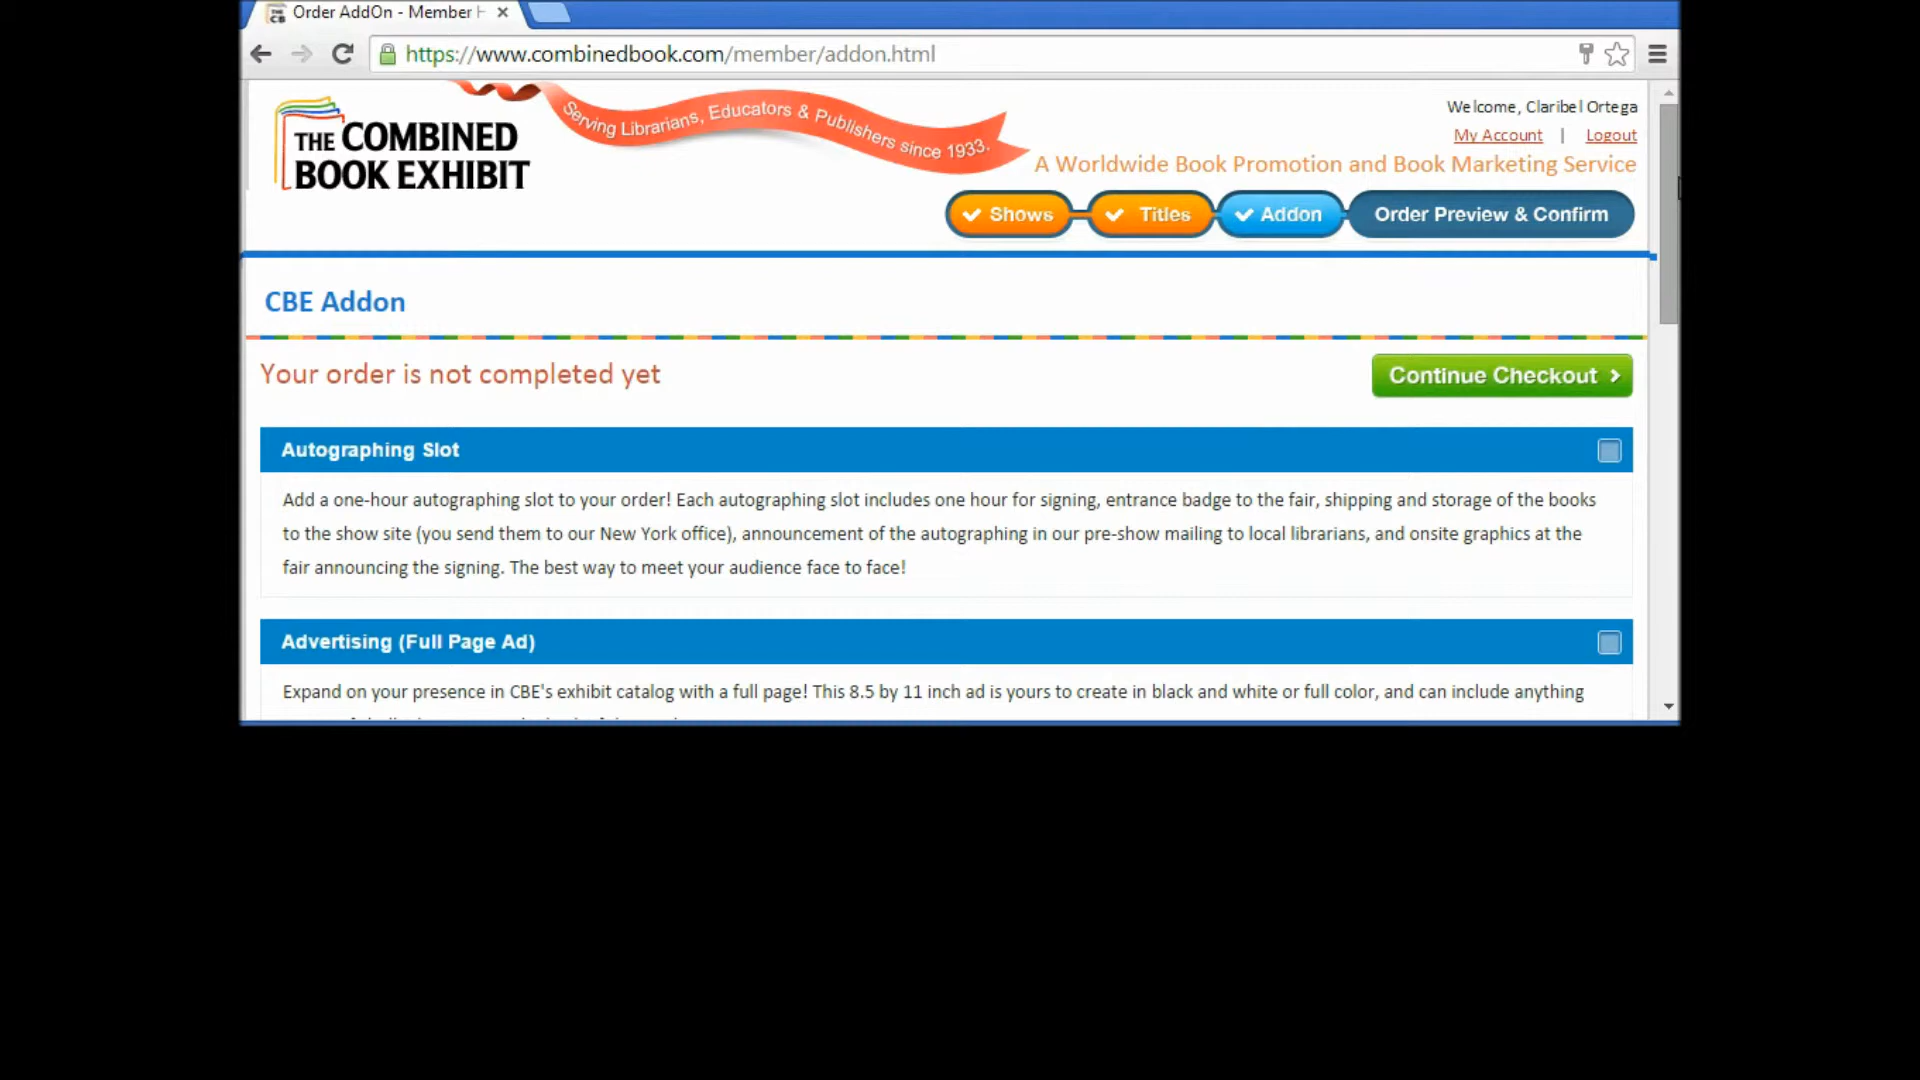 Order AddOn - Member H
https://www.combinedbook.com/member/addon.html
THE COMBINED
BOOK EXHIBIT
Serving Librarians, Educators & Publishers since 1933.
Welcome, Claribel Ortega
My Account | Logout
A Worldwide Book Promotion and Book Marketing Service
Shows Titles Addon Order Preview & Confirm
CBE Addon
Your order is not completed yet
Continue Checkout
Autographing Slot
Add a one-hour autographing slot to your order! Each autographing slot includes one hour for signing, entrance badge to the fair, shipping and storage of the books
to the show site (you send them to our New York office), announcement of the autographing in our pre-show mailing to local librarians, and onsite graphics at the
fair announcing the signing. The best way to meet your audience face to face!
Advertising (Full Page Ad)
Expand on your presence in CBE's exhibit catalog with a full page! This 8.5 by 11 inch ad is yours to create in black and white or full color, and can include anything